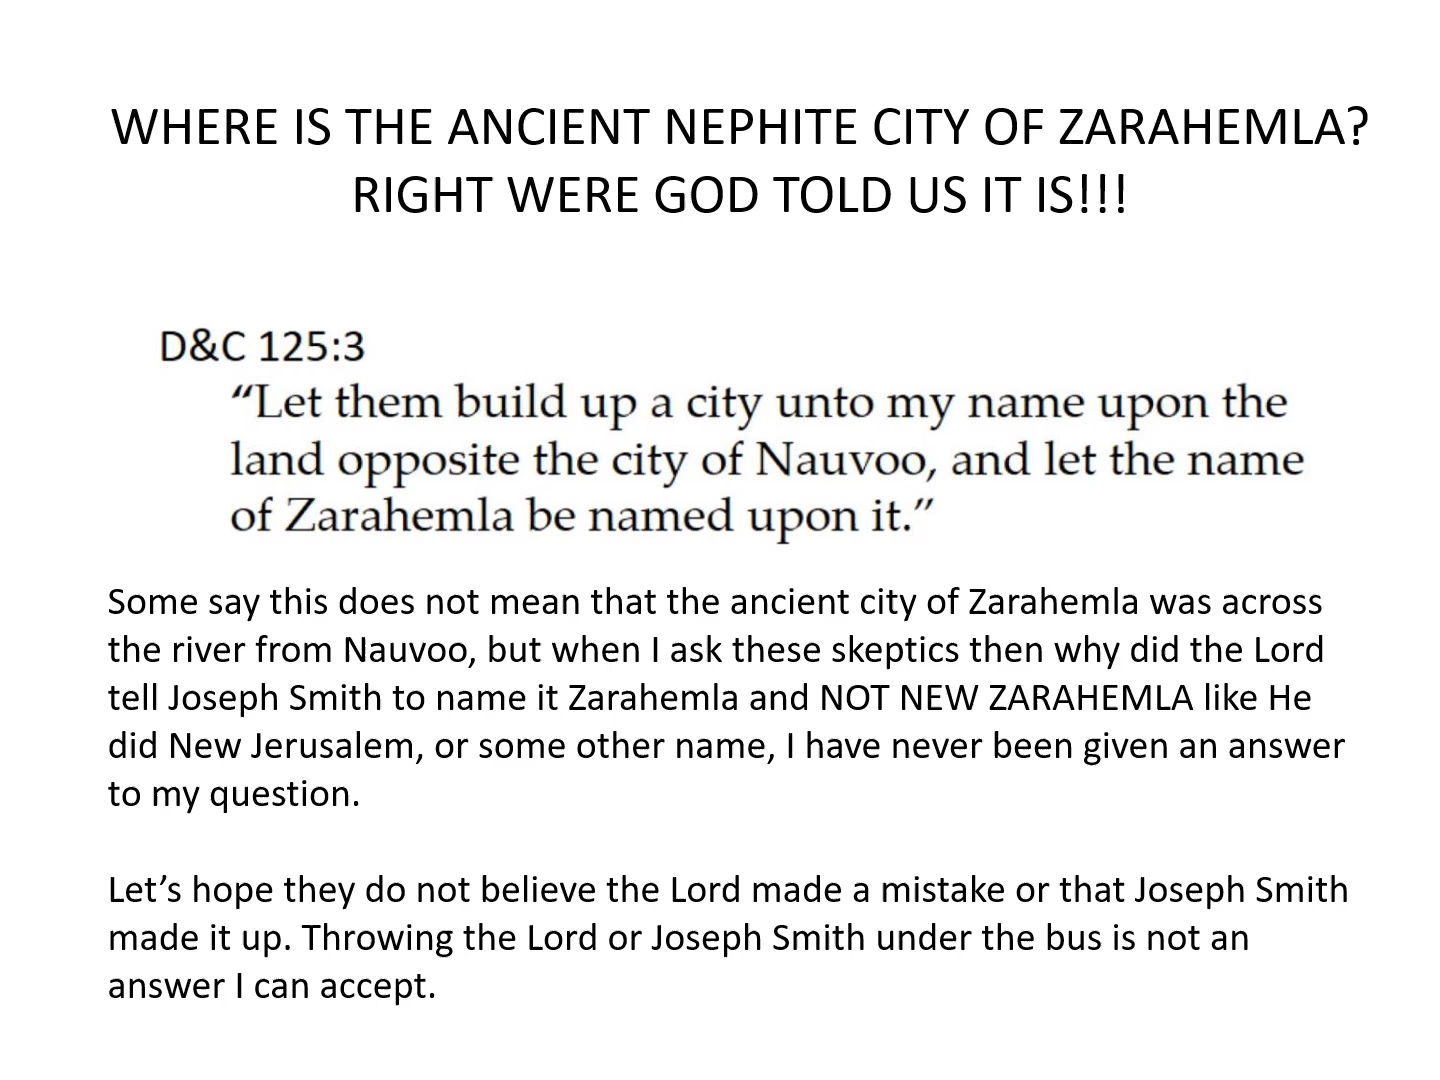 WHERE IS THE ANCIENT NEPHITE CITY OF ZARAHEMLA?
RIGHT WERE GOD TOLD US IT IS!!!
D&C 125:3
“Let them build up a city unto my name upon the
land opposite the city of Nauvoo, and let the name
of Zarahemla be named upon it.”
Some say this does not mean that the ancient city of Zarahemla was across
the river from Nauvoo, but when I ask these skeptics then why did the Lord
tell Joseph Smith to name it Zarahemla and NOT NEW ZARAHEMLA like He
did New Jerusalem, or some other name, I have never been given an answer
to my question.
Let’s hope they do not believe the Lord made a mistake or that Joseph Smith
made it up. Throwing the Lord or Joseph Smith under the bus is not an
answer I can accept.